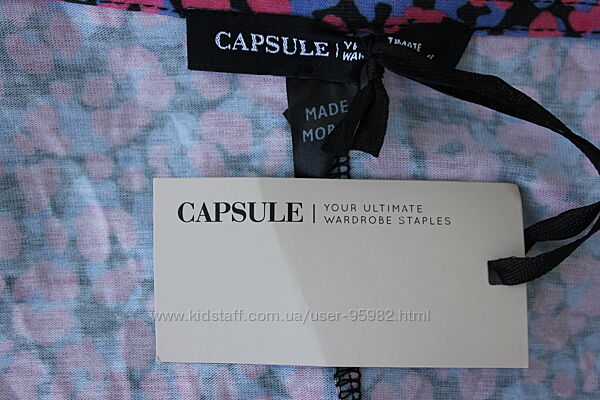 CAPSULE |
MADE
CAPSULE | YOUR ULTIMATE
WARDROBE STAPLES
www.kidstaff.com.ua/user-95982.html